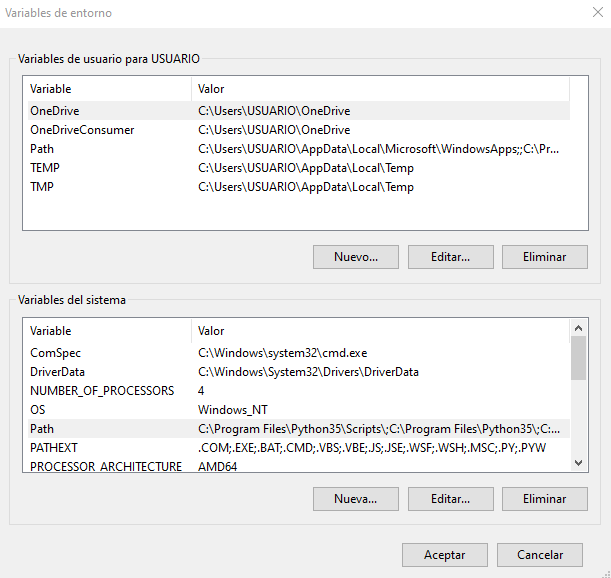 Variables de entorno
Variables de usuario para USUARIO
Variable Valor
OneDrive C:\Users\USUARIO\OneDrive
OneDriveConsumer C:\Users\USUARIO\OneDrive
Path C:\Users\USUARIO\AppData\Local\Microsoft\WindowsApps;;C:\Pr...
TEMP C:\Users\USUARIO\AppData\Local\Temp
TMP C:\Users\USUARIO\AppData\Local\Temp
Nuevo... Editar... Eliminar
Variables del sistema
Variable Valor
ComSpec C:\Windows\system32\cmd.exe
DriverData C:\Windows\System32\Drivers\DriverData
NUMBER_OF_PROCESSORS 4
OS Windows_NT
Path C:\Program Files\Python35\Scripts\;C:\Program Files\Python35\;C:...
PATHEXT .COM;.EXE;.BAT;.CMD;.VBS;.VBE;.JS;.JSE;.WSF;.WSH;.MSC;.PY;.PYW
PROCESSOR_ARCHITECTURE AMD64
Nueva... Editar... Eliminar
Aceptar Cancelar